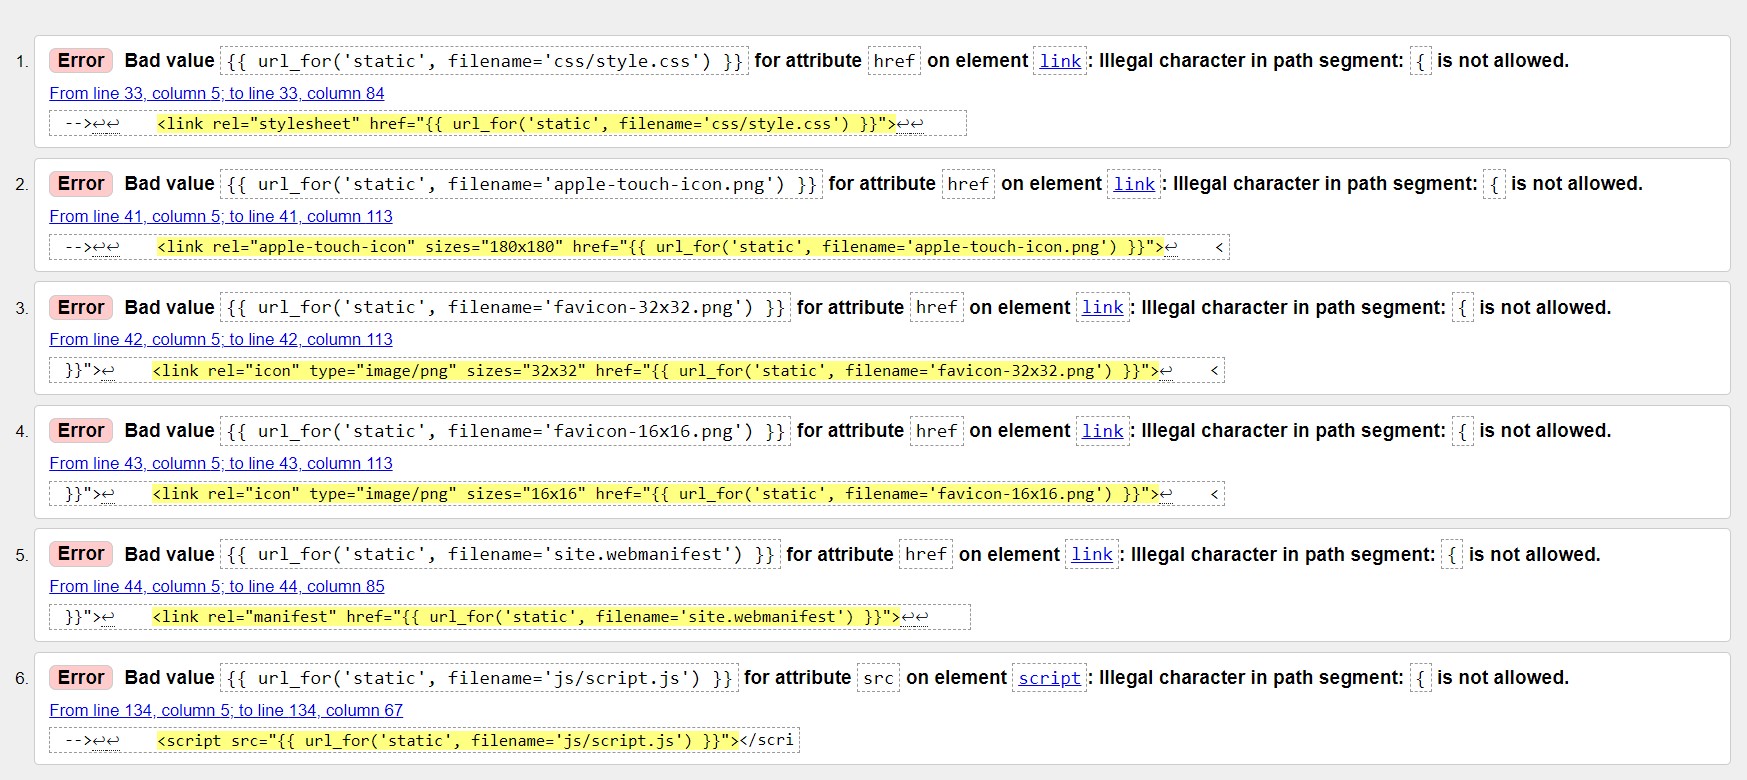 1. Error Bad value {{ url_for('static', filename='css/style.css') }} for attribute href on element link: Illegal character in path segment: { is not allowed.
From line 33, column 5; to line 33, column 84
-->↩↩    <link rel="stylesheet" href="{{ url_for('static', filename='css/style.css') }}">↩↩
2. Error Bad value {{ url_for('static', filename='apple-touch-icon.png') }} for attribute href on element link: Illegal character in path segment: { is not allowed.
From line 41, column 5; to line 41, column 113
-->↩↩    <link rel="apple-touch-icon" sizes="180x180" href="{{ url_for('static', filename='apple-touch-icon.png') }}">↩    <
3. Error Bad value {{ url_for('static', filename='favicon-32x32.png') }} for attribute href on element link: Illegal character in path segment: { is not allowed.
From line 42, column 5; to line 42, column 113
}}">↩    <link rel="icon" type="image/png" sizes="32x32" href="{{ url_for('static', filename='favicon-32x32.png') }}">↩    <
4. Error Bad value {{ url_for('static', filename='favicon-16x16.png') }} for attribute href on element link: Illegal character in path segment: { is not allowed.
From line 43, column 5; to line 43, column 113
}}">↩    <link rel="icon" type="image/png" sizes="16x16" href="{{ url_for('static', filename='favicon-16x16.png') }}">↩    <
5. Error Bad value {{ url_for('static', filename='site.webmanifest') }} for attribute href on element link: Illegal character in path segment: { is not allowed.
From line 44, column 5; to line 44, column 85
}}">↩    <link rel="manifest" href="{{ url_for('static', filename='site.webmanifest') }}">↩↩
6. Error Bad value {{ url_for('static', filename='js/script.js') }} for attribute src on element script: Illegal character in path segment: { is not allowed.
From line 134, column 5; to line 134, column 67
-->↩↩    <script src="{{ url_for('static', filename='js/script.js') }}"></scri